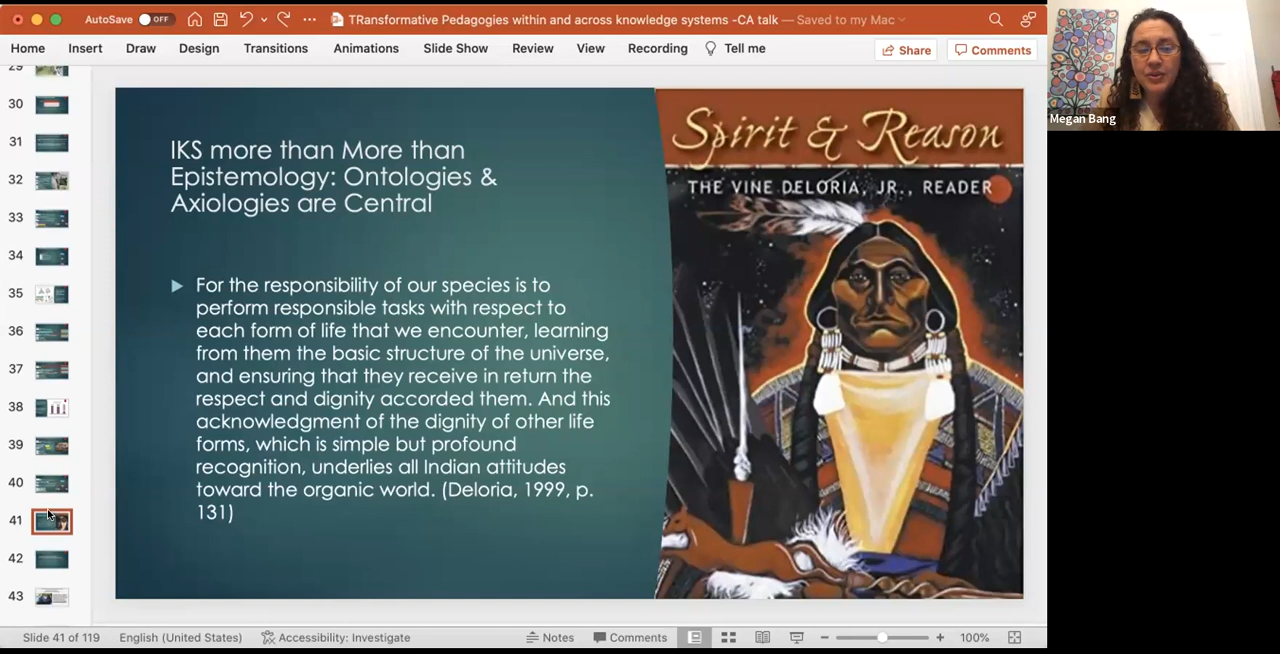 AutoSave OFF
TRansformative Pedagogies within and across knowledge systems -CA talk — Saved to my Mac
Home Insert Draw Design Transitions Animations Slide Show Review View Recording Tell me
Share Comments
29
30
31
32
33
34
35
36
37
38
39
40
41
42
43
IKS more than More than
Epistemology: Ontologies &
Axiologies are Central
For the responsibility of our species is to
perform responsible tasks with respect to
each form of life that we encounter, learning
from them the basic structure of the universe,
and ensuring that they receive in return the
respect and dignity accorded them. And this
acknowledgment of the dignity of other life
forms, which is simple but profound
recognition, underlies all Indian attitudes
toward the organic world. (Deloria, 1999, p.
131)
Spirit & Reason
THE VINE DELORIA, JR., READER
Megan Bang
Slide 41 of 119 English (United States) Accessibility: Investigate Notes Comments 100%